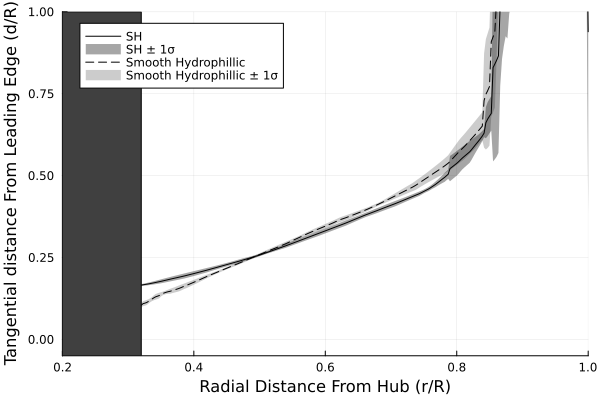 Tangential distance From Leading Edge (d/R)
1.00
0.75
0.50
0.25
0.00
SH
SH ± 1σ
Smooth Hydrophillic
Smooth Hydrophillic ± 1σ
0.2 0.4 0.6 0.8 1.0
Radial Distance From Hub (r/R)